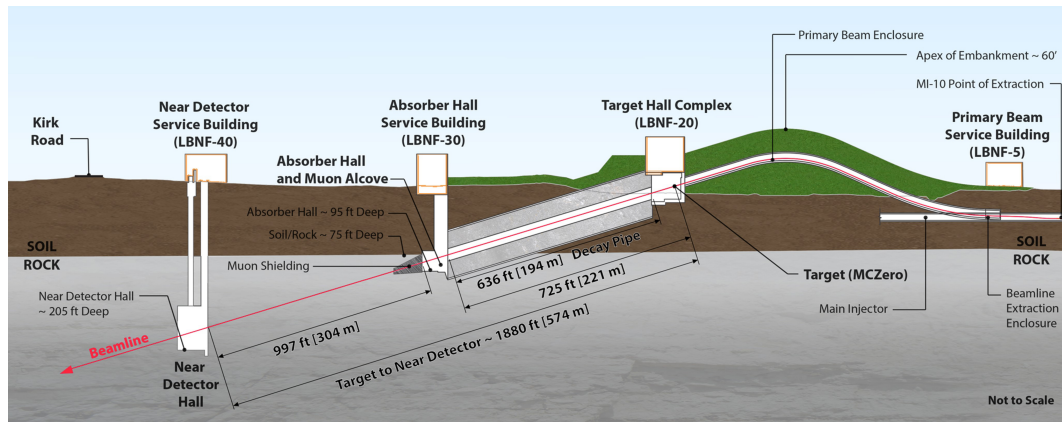 Primary Beam Enclosure
Apex of Embankment ~ 60'
MI-10 Point of Extraction
Kirk
Road
Near Detector
Service Building
(LBNF-40)
Absorber Hall
Service Building
(LBNF-30)
Target Hall Complex
(LBNF-20)
Primary Beam
Service Building
(LBNF-5)
Absorber Hall
and Muon Alcove
Absorber Hall ~ 95 ft Deep
Soil/Rock ~ 75 ft Deep
Muon Shielding
SOIL
ROCK
SOIL
ROCK
Near Detector Hall
~ 205 ft Deep
Beamline
Near
Detector
Hall
636 ft [194 m] Decay Pipe
725 ft [221 m]
997 ft [304 m]
Target to Near Detector ~ 1880 ft [574 m]
Target (MCZero)
Main Injector
Beamline
Extraction
Enclosure
Not to Scale